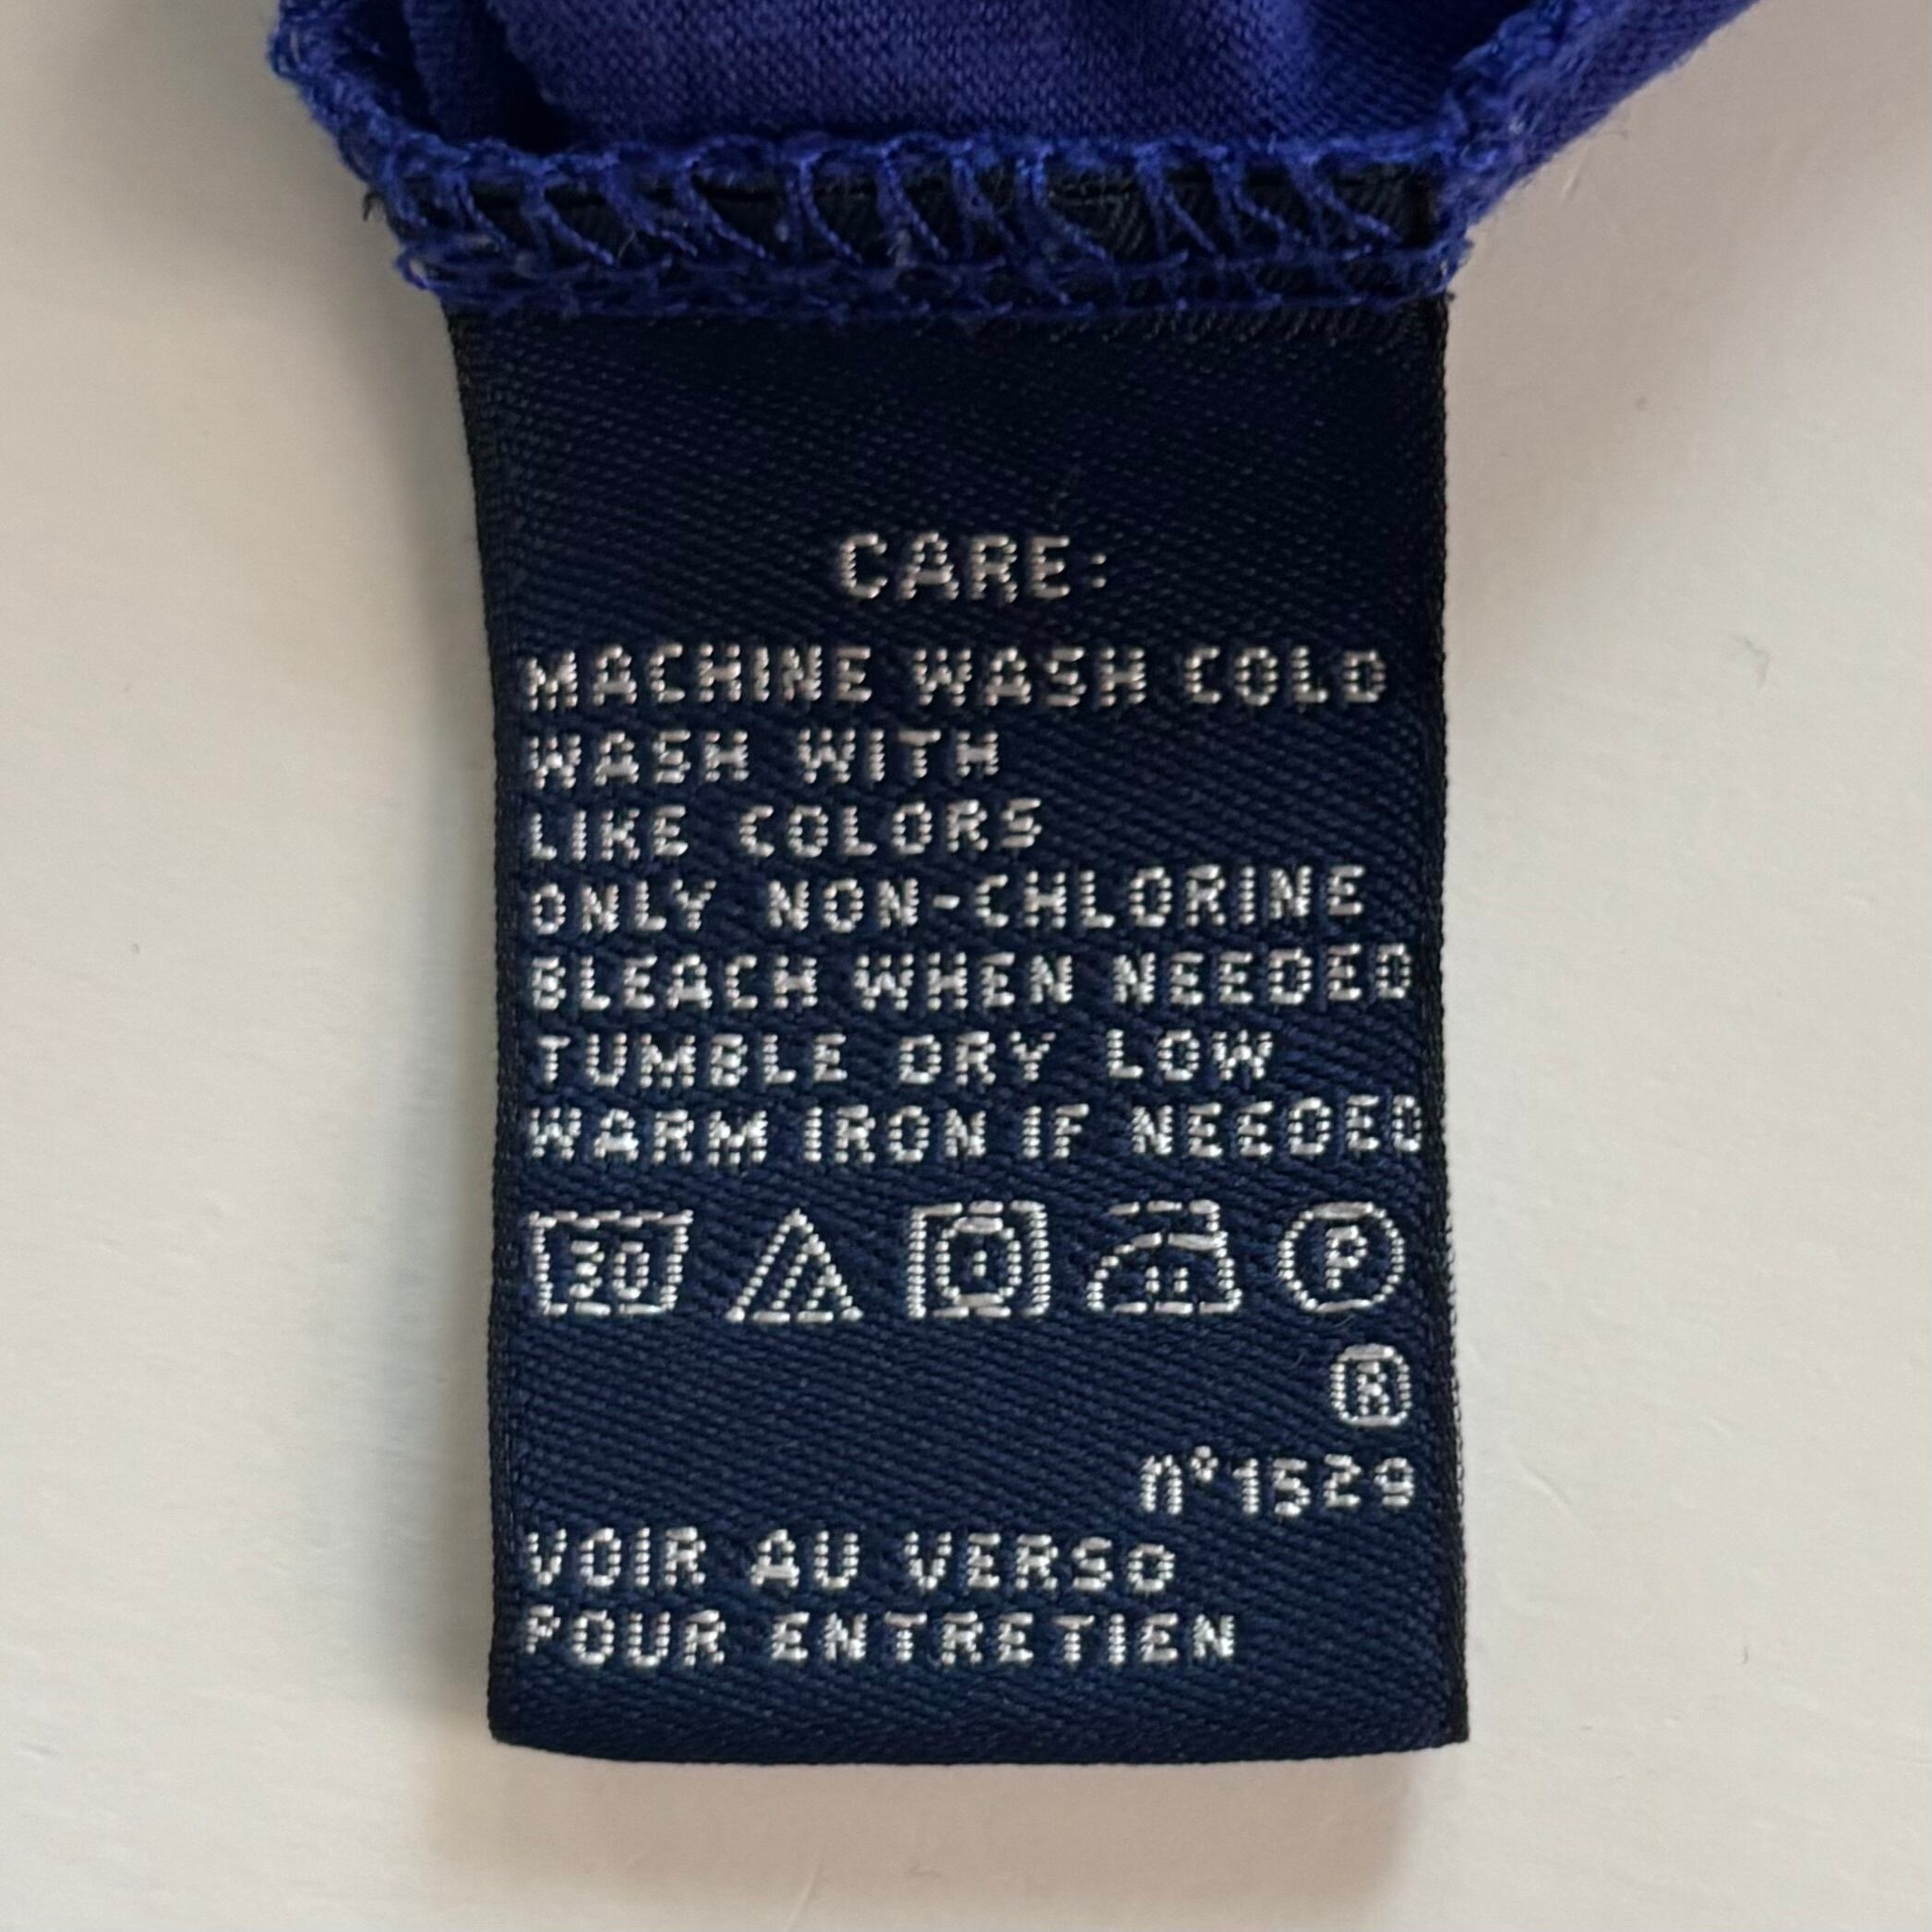 CARE:
MACHINE WASH COLD
WASH WITH
LIKE COLORS
ONLY NON-CHLORINE
BLEACH WHEN NEEDED
TUMBLE DRY LOW
WARM IRON IF NEEDED
30 P
®
n°1529
VOIR AU VERSO
POUR ENTRETIEN